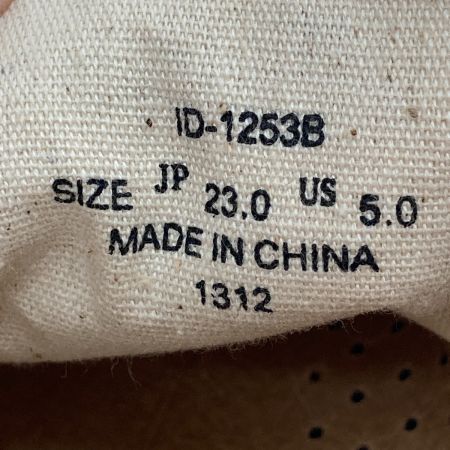 ID-1253B
SIZE JP 23.0 US 5.0
MADE IN CHINA
1312